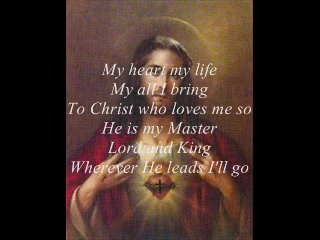 My heart my life
My all I bring
To Christ who loves me so
He is my Master
Lord and King
Wherever He leads I'll go